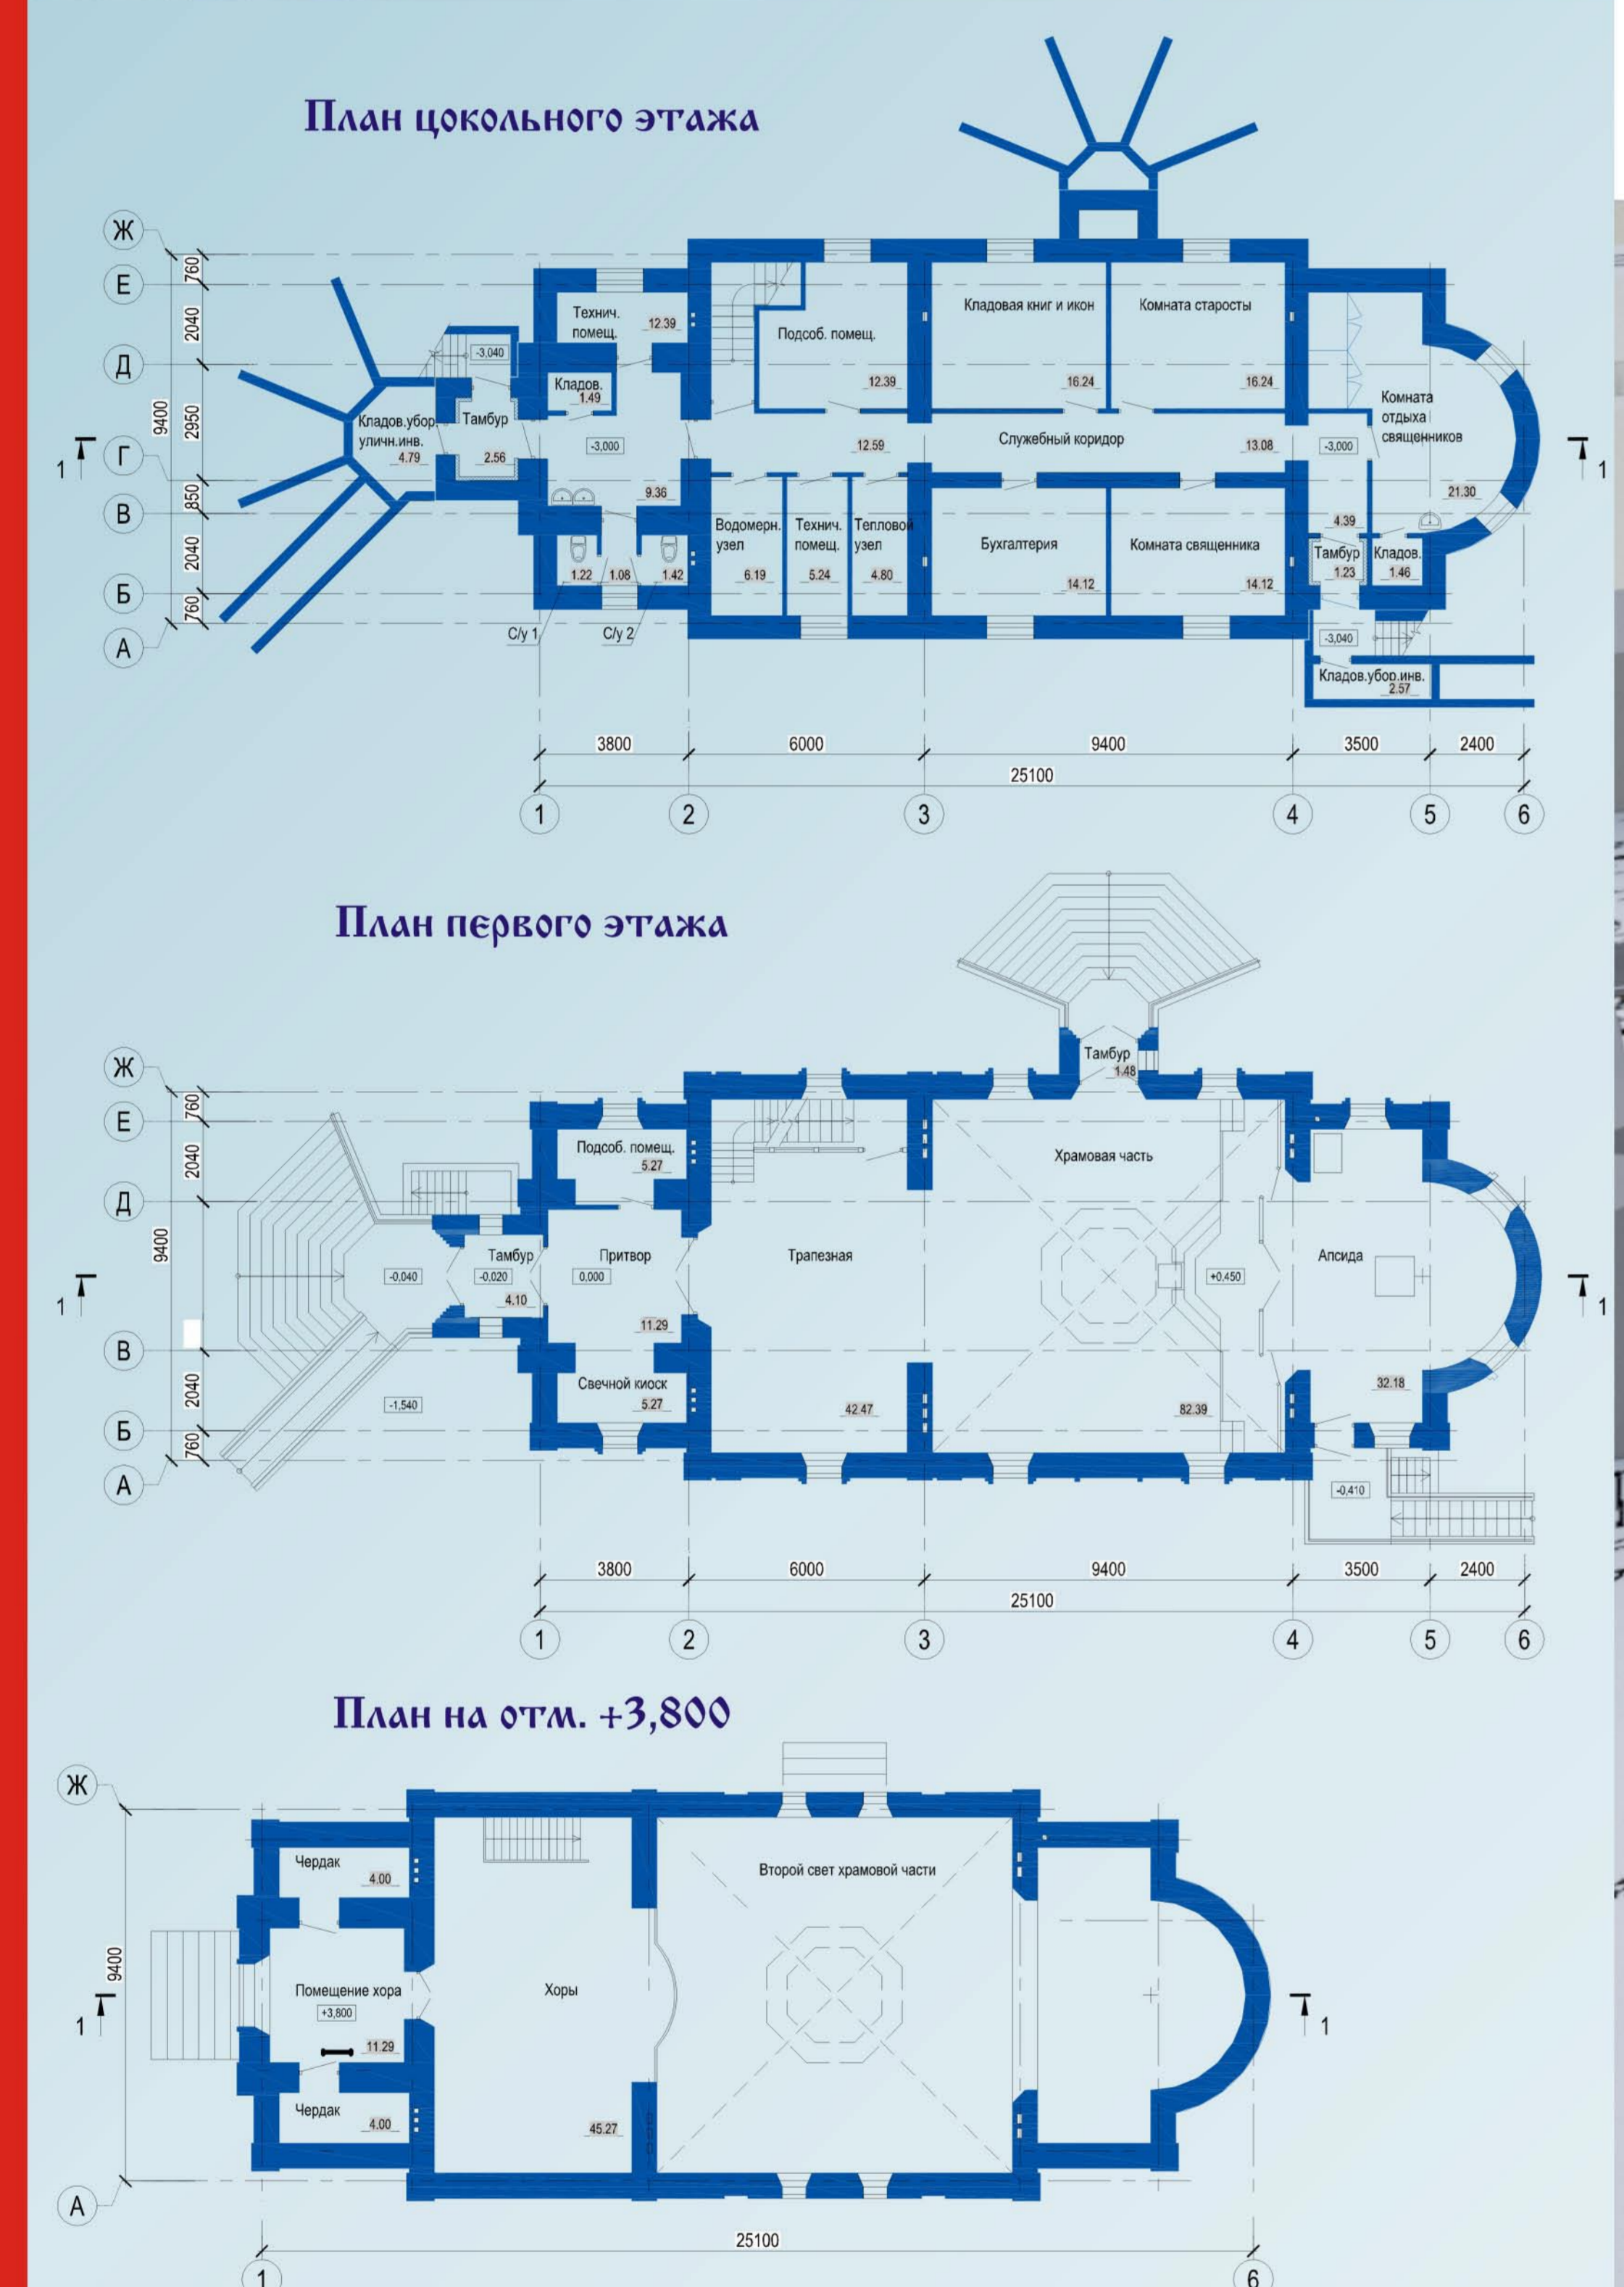 План цокольного этажа
Ж
Е
Д
Г
В
Б
А
760
2040
2950
850
2040
760
9400
1
1
Технич.
помещ.
12.39
-3,040
Кладов.
1.49
Кладов.убор.
уличн.инв.
4.79
Тамбур
2.56
-3,000
9.36
1.22
1.08
1.42
С/у 1
С/у 2
Подсоб. помещ.
12.39
12.59
Водомерн.
узел
6.19
Технич.
помещ.
5.24
Тепловой
узел
4.80
Кладовая книг и икон
16.24
Комната старосты
16.24
Служебный коридор
13.08
Бухгалтерия
14.12
Комната священника
14.12
-3,000
Комната
отдыха
священников
21.30
4.39
Тамбур
1.23
Кладов.
1.46
-3,040
Кладов.убор.инв.
2.57
3800
6000
9400
3500
2400
25100
1
2
3
4
5
6
План первого этажа
Ж
Е
Д
В
Б
А
760
2040
2040
760
9400
1
1
Тамбур
1.48
Подсоб. помещ.
5.27
Храмовая часть
82.39
-0,040
Тамбур
-0,020
4.10
Притвор
0,000
11.29
Трапезная
42.47
+0,450
Апсида
32.18
Свечной киоск
5.27
-1,540
-0,410
3800
6000
9400
3500
2400
25100
1
2
3
4
5
6
План на отм. +3,800
Ж
А
9400
1
1
Чердак
4.00
Второй свет храмовой части
Помещение хора
+3,800
11.29
Хоры
45.27
Чердак
4.00
25100
1
6